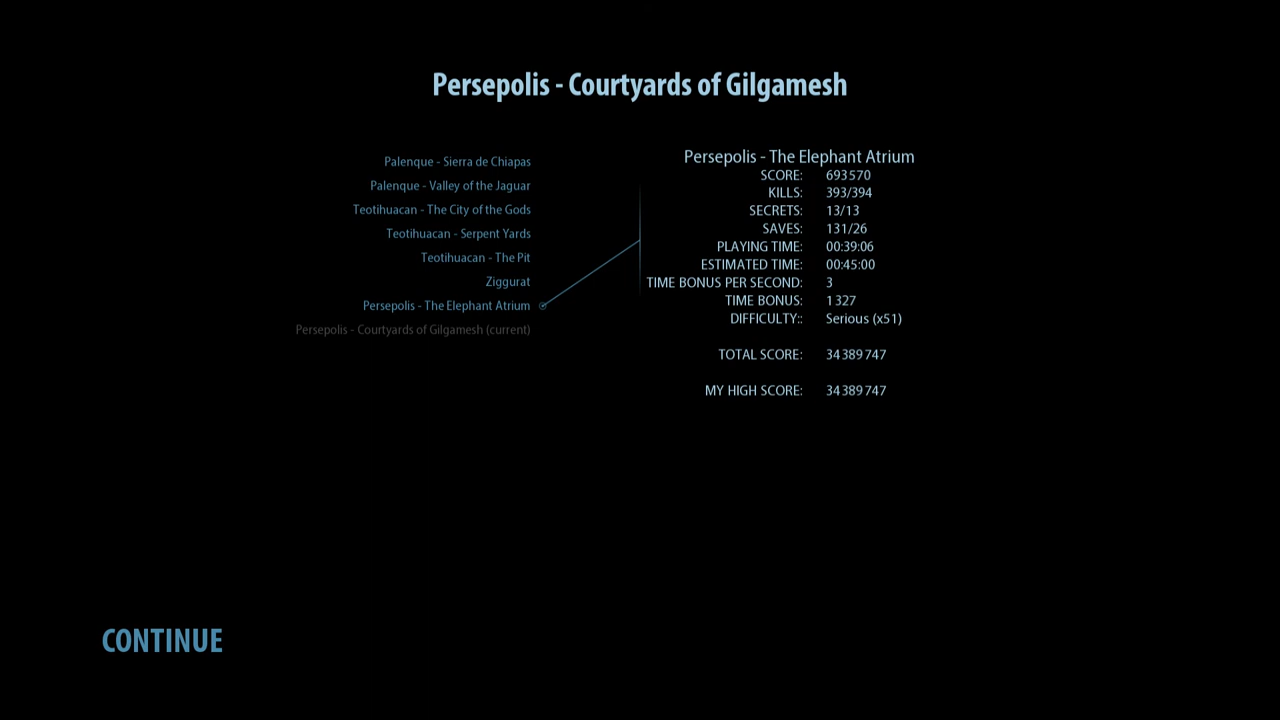 Persepolis - Courtyards of Gilgamesh
Palenque - Sierra de Chiapas
Palenque - Valley of the Jaguar
Teotihuacan - The City of the Gods
Teotihuacan - Serpent Yards
Teotihuacan - The Pit
Ziggurat
Persepolis - The Elephant Atrium
Persepolis - Courtyards of Gilgamesh (current)
Persepolis - The Elephant Atrium
SCORE: 693570
KILLS: 393/394
SECRETS: 13/13
SAVES: 131/26
PLAYING TIME: 00:39:06
ESTIMATED TIME: 00:45:00
TIME BONUS PER SECOND: 3
TIME BONUS: 1327
DIFFICULTY:: Serious (x51)
TOTAL SCORE: 34389747
MY HIGH SCORE: 34389747
CONTINUE